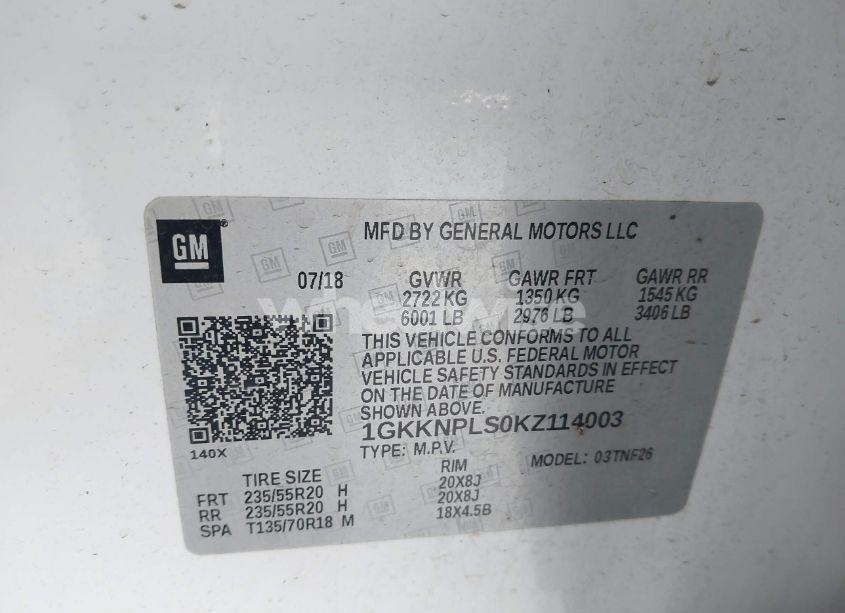 GM
MFD BY GENERAL MOTORS LLC
07/18 GVWR GAWR FRT GAWR RR
2722 KG 1350 KG 1545 KG
6001 LB 2976 LB 3406 LB
THIS VEHICLE CONFORMS TO ALL
APPLICABLE U.S. FEDERAL MOTOR
VEHICLE SAFETY STANDARDS IN EFFECT
ON THE DATE OF MANUFACTURE
SHOWN ABOVE.
1GKKNPLS0KZ114003
140X
TYPE: M.P.V. MODEL: 03TNF26
TIRE SIZE RIM
FRT 235/55R20 H 20X8J
RR 235/55R20 H 20X8J
SPA T135/70R18 M 18X4.5B